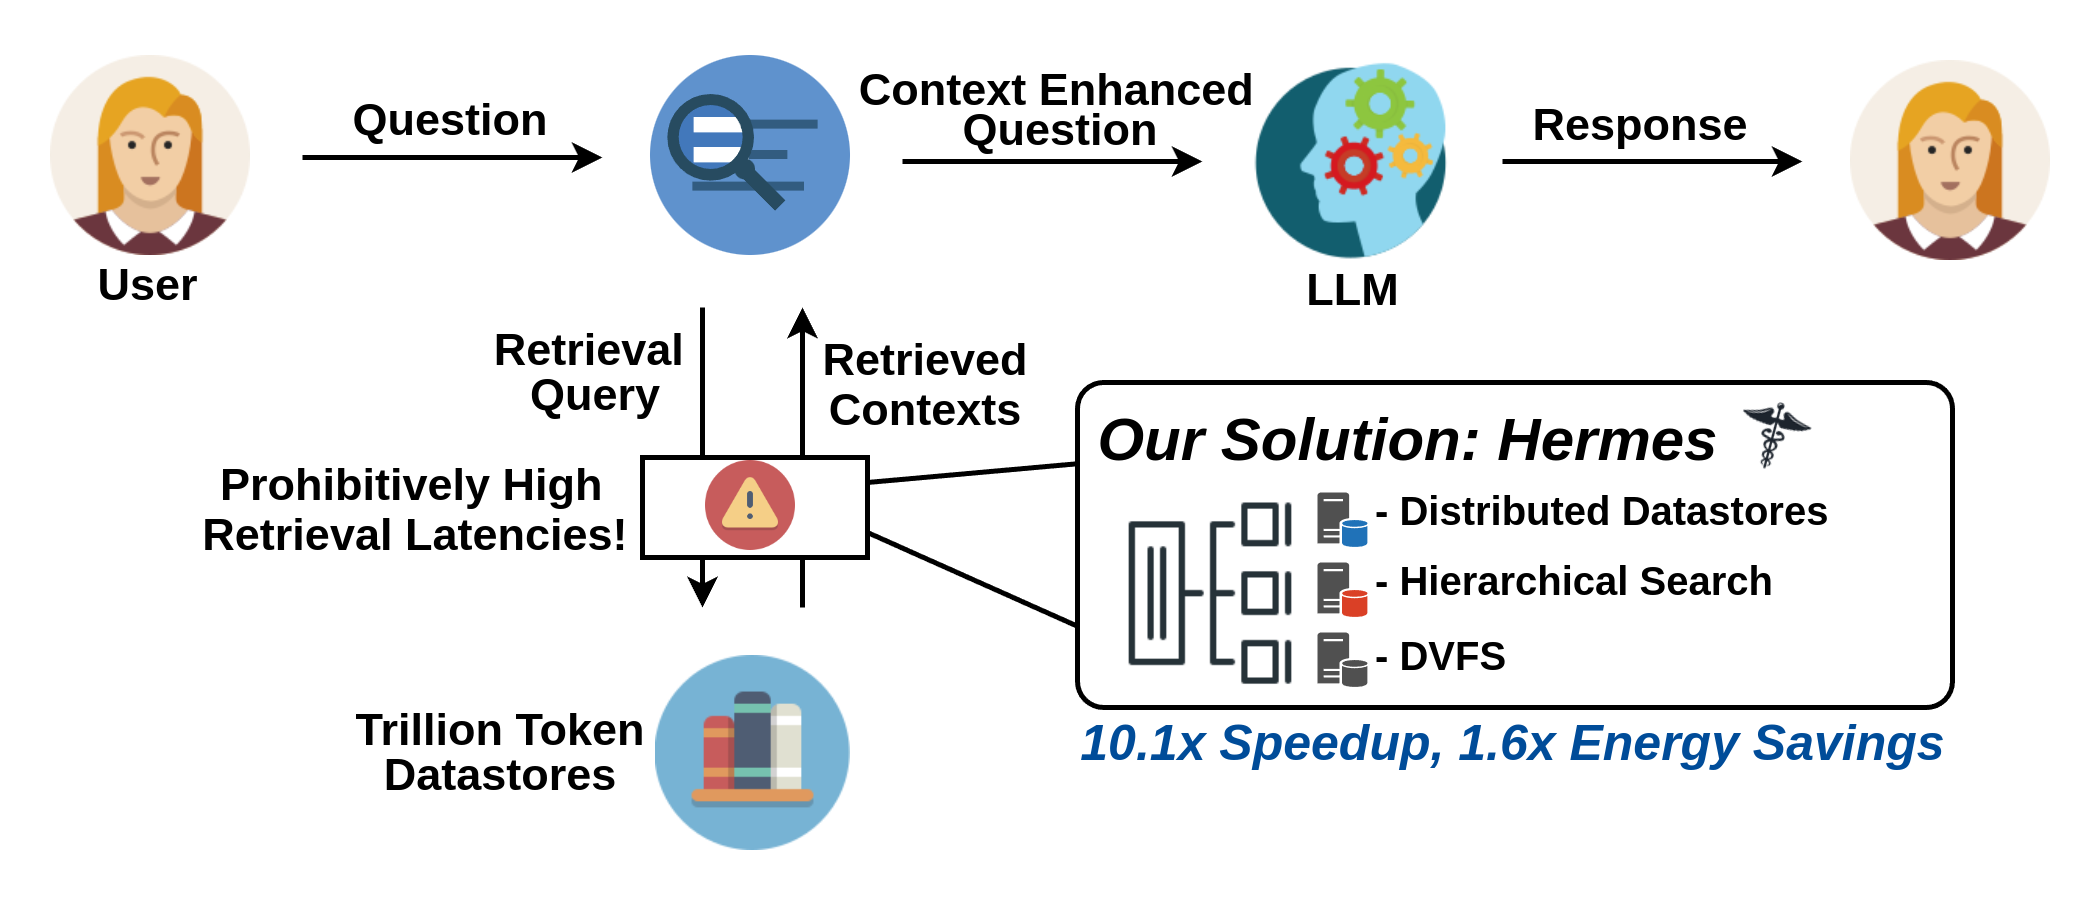 Question
Context Enhanced
Question
Response
User
LLM
Retrieval
Query
Retrieved
Contexts
Prohibitively High
Retrieval Latencies!
Our Solution: Hermes
- Distributed Datastores
- Hierarchical Search
- DVFS
Trillion Token
Datastores
10.1x Speedup, 1.6x Energy Savings